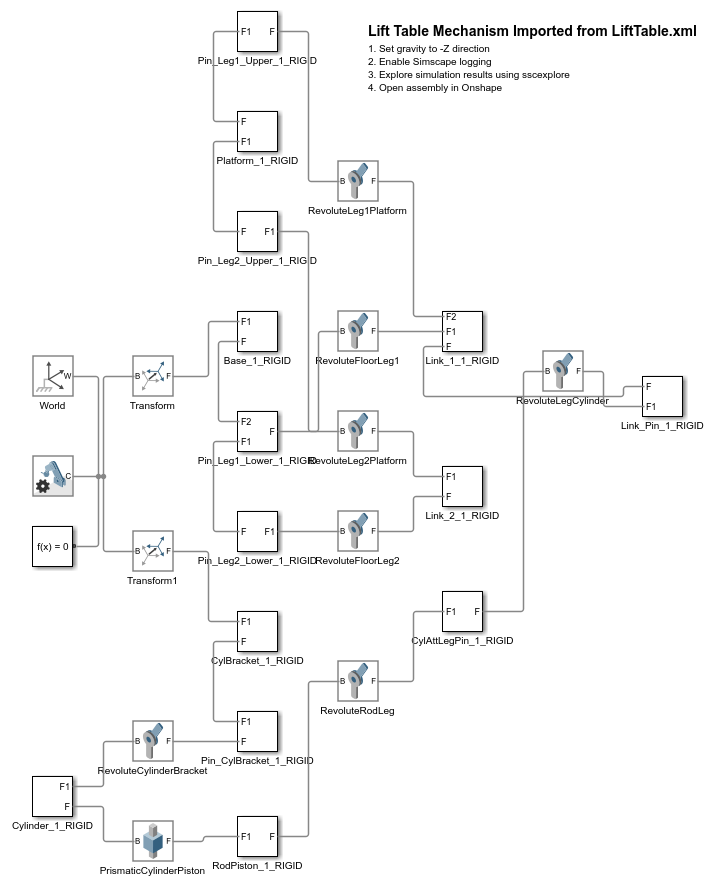 Lift Table Mechanism Imported from LiftTable.xml
1. Set gravity to -Z direction
2. Enable Simscape logging
3. Explore simulation results using sscexplore
4. Open assembly in Onshape
F1 F
Pin_Leg1_Upper_1_RIGID
F
F1
Platform_1_RIGID
B F
RevoluteLeg1Platform
F F1
Pin_Leg2_Upper_1_RIGID
F1
F
Base_1_RIGID
B F
RevoluteFloorLeg1
F2
F1
F
Link_1_1_RIGID
W
World
B F
Transform
B F
RevoluteLegCylinder
F
F1
Link_Pin_1_RIGID
F2
F1
F
Pin_Leg1_Lower_1_RIGID
B F
RevoluteLeg2Platform
C
F1
F
Link_2_1_RIGID
f(x) = 0
B F
Transform1
F F1
Pin_Leg2_Lower_1_RIGID
B F
RevoluteFloorLeg2
F1
F
CylBracket_1_RIGID
F1 F
CylAttLegPin_1_RIGID
B F
RevoluteRodLeg
B F
RevoluteCylinderBracket
F1
F
Pin_CylBracket_1_RIGID
F1
F
Cylinder_1_RIGID
B F
PrismaticCylinderPiston
F1 F
RodPiston_1_RIGID